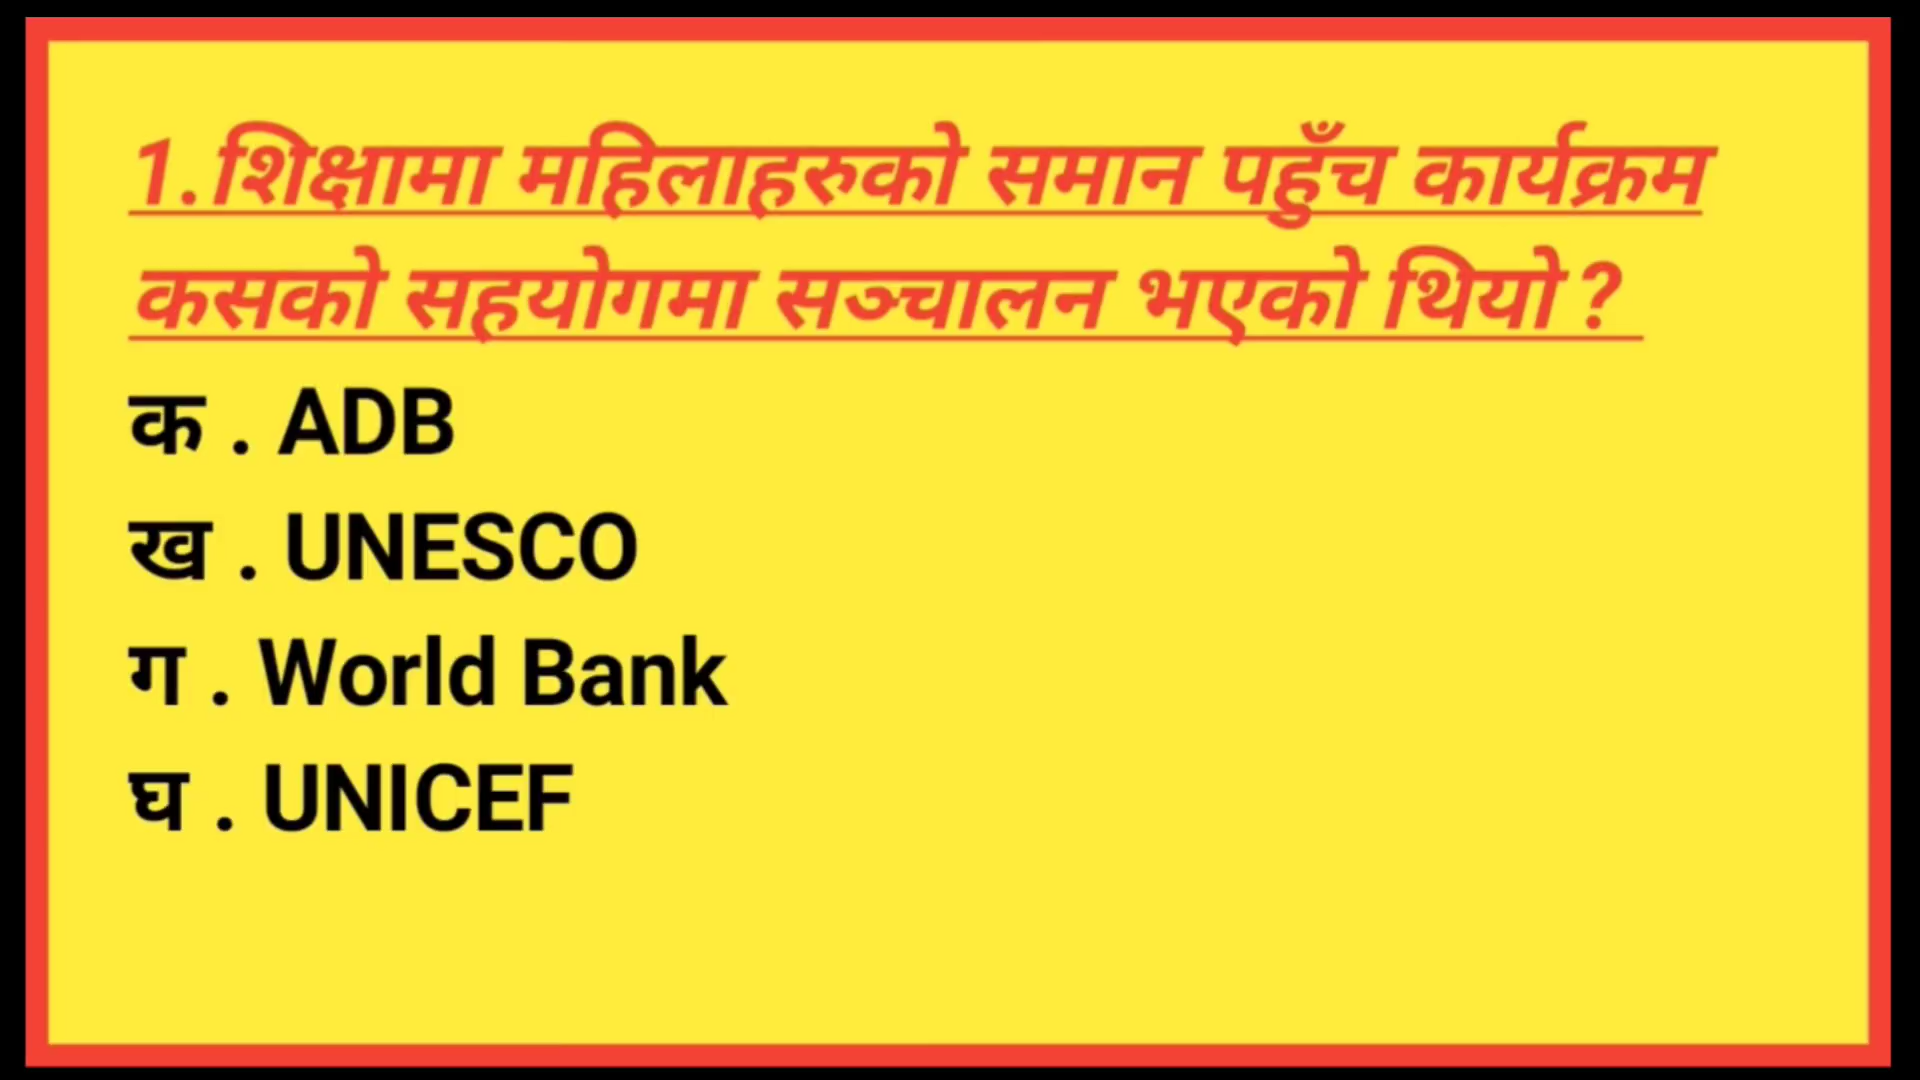 1.शिक्षामा महिलाहरुको समान पहुँच कार्यक्रम
कसको सहयोगमा सञ्चालन भएको थियो ?
क . ADB
ख . UNESCO
ग . World Bank
घ . UNICEF